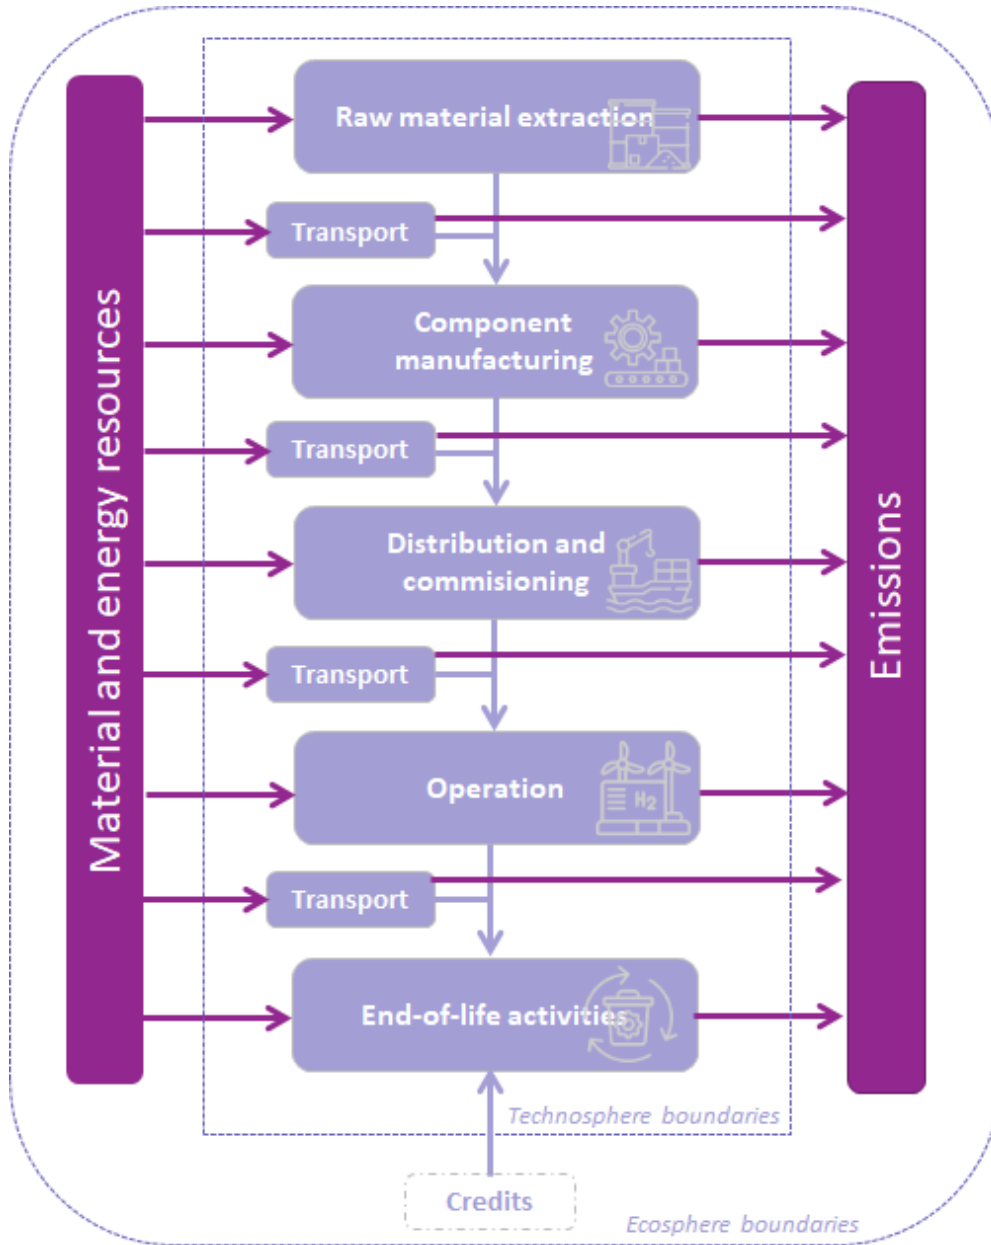 Material and energy resources
Raw material extraction
Transport
Component
manufacturing
Transport
Distribution and
commisioning
Transport
Operation
H2
Transport
End-of-life activities
Technosphere boundaries
Credits
Ecosphere boundaries
Emissions